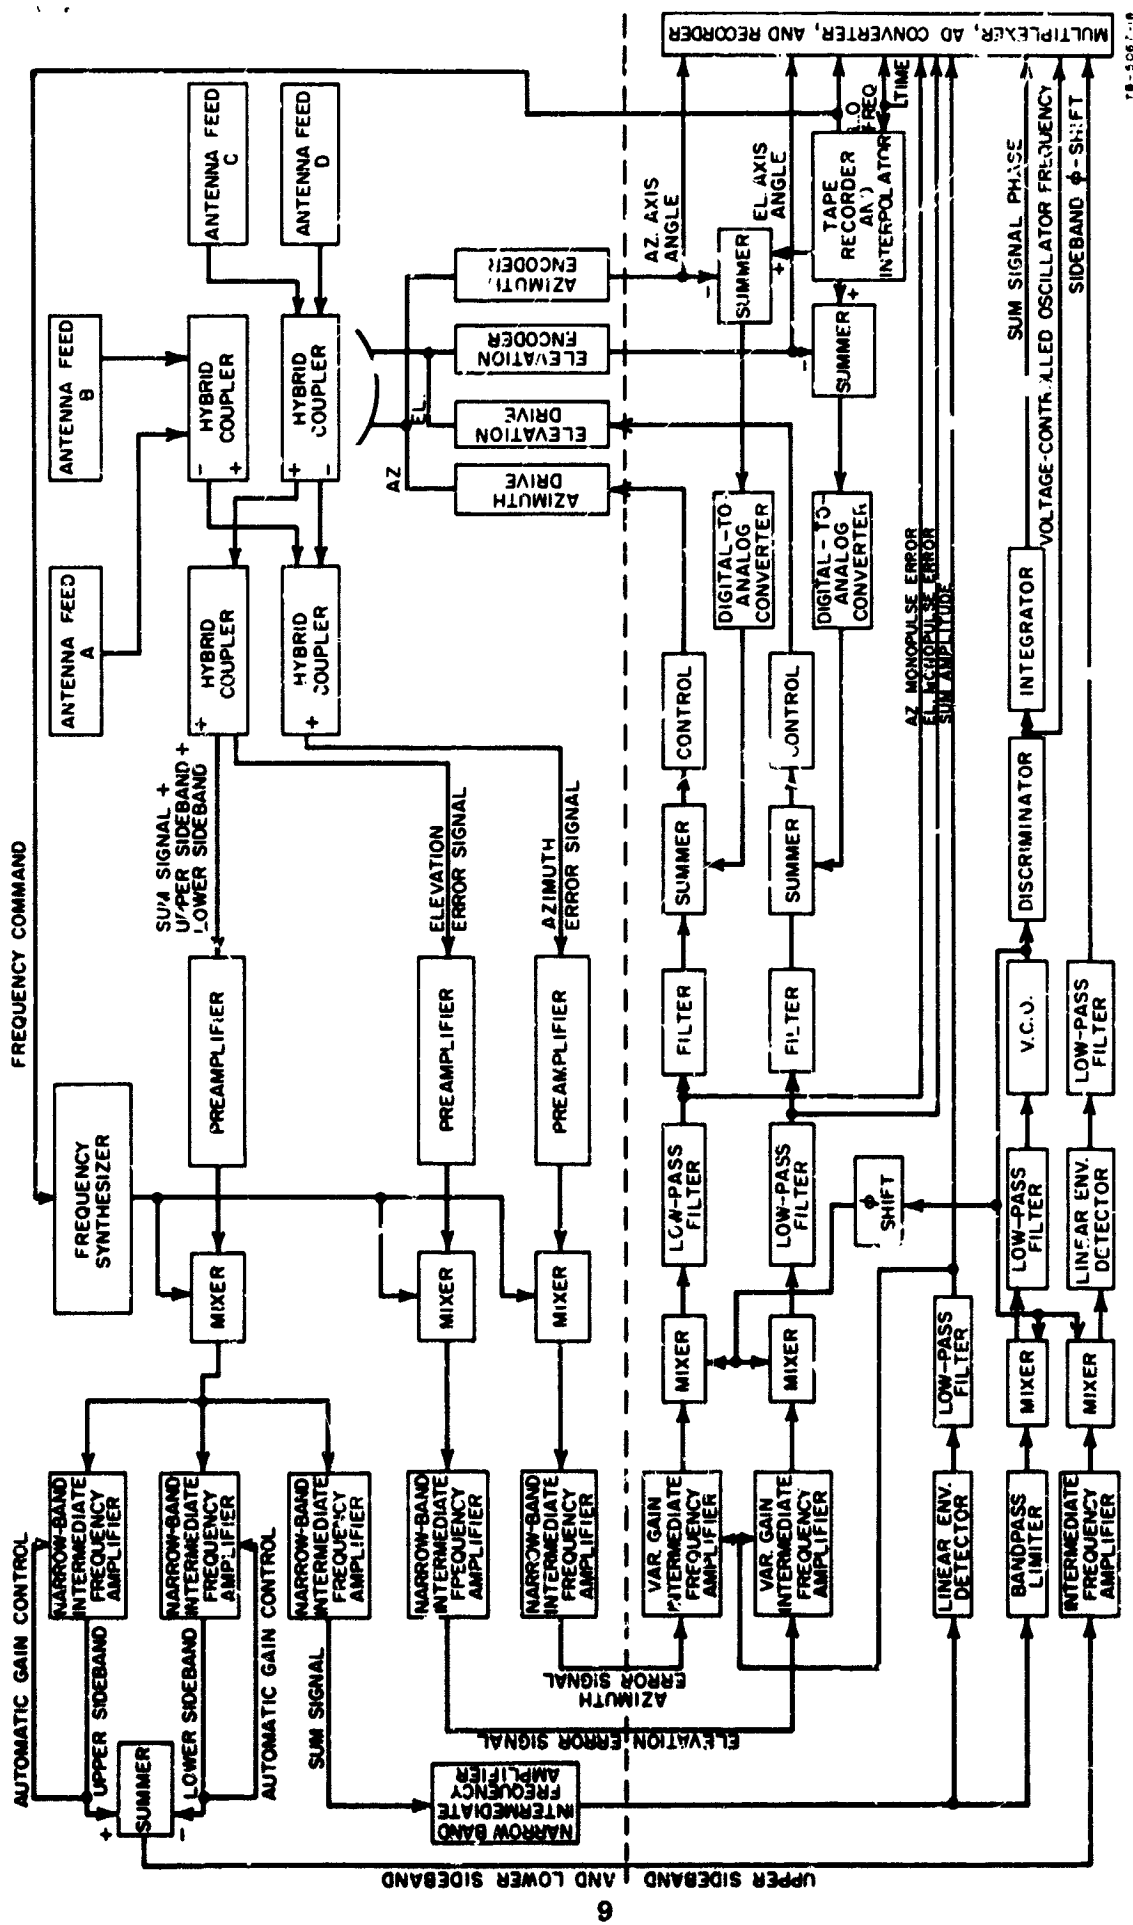 FREQUENCY COMMAND
ANTENNA FEED
A
ANTENNA FEED
B
ANTENNA FEED
C
ANTENNA FEED
D
HYBRID
COUPLER
-
+
HYBRID
COUPLER
+
-
HYBRID
COUPLER
+
HYBRID
COUPLER
+
SUM SIGNAL +
UPPER SIDEBAND +
LOWER SIDEBAND
ELEVATION
ERROR SIGNAL
AZIMUTH
ERROR SIGNAL
PREAMPLIFIER
PREAMPLIFIER
PREAMPLIFIER
FREQUENCY
SYNTHESIZER
MIXER
MIXER
MIXER
AUTOMATIC GAIN CONTROL
NARROW-BAND
INTERMEDIATE
FREQUENCY
AMPLIFIER
UPPER SIDEBAND
NARROW-BAND
INTERMEDIATE
FREQUENCY
AMPLIFIER
LOWER SIDEBAND
AUTOMATIC GAIN CONTROL
NARROW-BAND
INTERMEDIATE
FREQUENCY
AMPLIFIER
SUM SIGNAL
NARROW-BAND
INTERMEDIATE
FREQUENCY
AMPLIFIER
NARROW-BAND
INTERMEDIATE
FREQUENCY
AMPLIFIER
+
SUMMER
-
NARROW BAND
INTERMEDIATE
FREQUENCY
AMPLIFIER
ELEVATION ERROR SIGNAL
AZIMUTH
ERROR SIGNAL
UPPER SIDEBAND AND LOWER SIDEBAND
AZ
EL
AZIMUTH
DRIVE
ELEVATION
DRIVE
ELEVATION
ENCODER
AZIMUTH
ENCODER
AZ. AXIS
ANGLE
EL. AXIS
ANGLE
VAR. GAIN
INTERMEDIATE
FREQUENCY
AMPLIFIER
MIXER
LOW-PASS
FILTER
FILTER
SUMMER
CONTROL
DIGITAL-TO-
ANALOG
CONVERTER
-
SUMMER
+
VAR. GAIN
INTERMEDIATE
FREQUENCY
AMPLIFIER
MIXER
LOW-PASS
FILTER
FILTER
SUMMER
CONTROL
DIGITAL-TO-
ANALOG
CONVERTER
-
SUMMER
+
TAPE
RECORDER
AND
INTERPOLATOR
FREQ
TIME
MULTIPLEXER, AD CONVERTER, AND RECORDER
ϕ
SHIFT
AZ MONOPULSE ERROR
EL MONOPULSE ERROR
SUM AMPLITUDE
LINEAR ENV.
DETECTOR
LOW-PASS
FILTER
BANDPASS
LIMITER
MIXER
LOW-PASS
FILTER
V.C.O.
DISCRIMINATOR
INTEGRATOR
SUM SIGNAL PHASE
VOLTAGE-CONTROLLED OSCILLATOR FREQUENCY
INTERMEDIATE
FREQUENCY
AMPLIFIER
MIXER
LINEAR ENV.
DETECTOR
LOW-PASS
FILTER
SIDEBAND ϕ-SHIFT
6